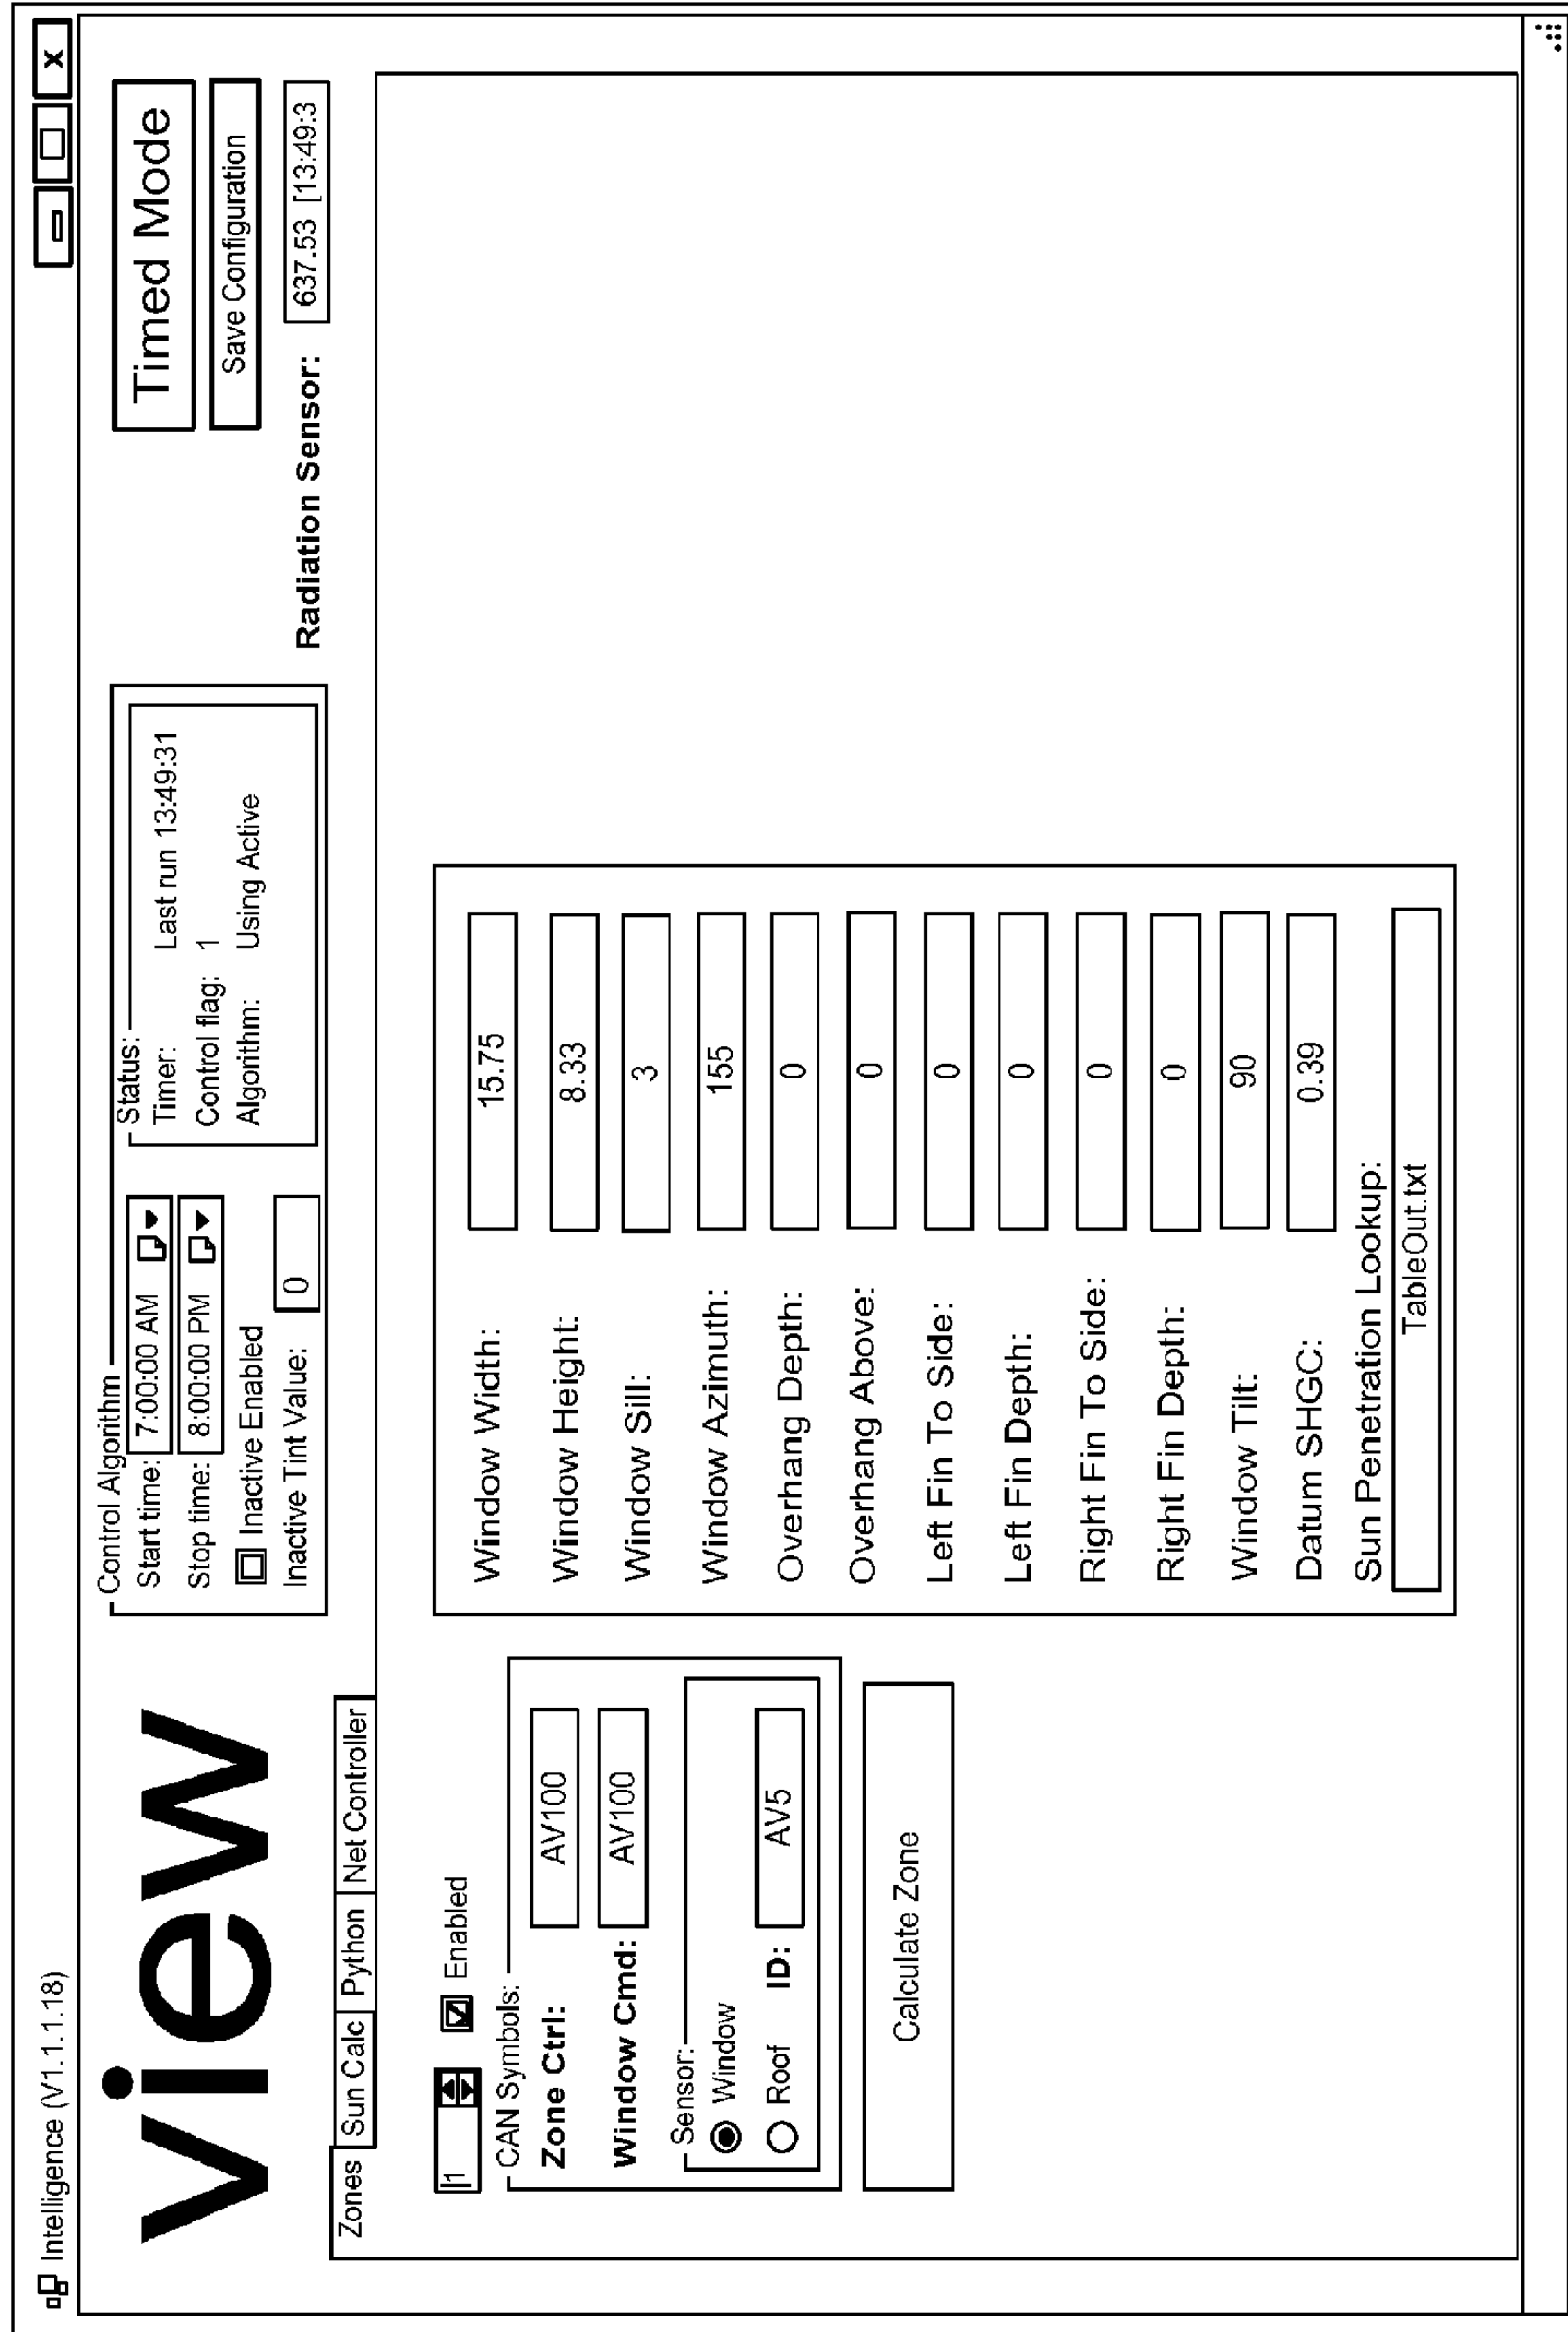 Intelligence (V1.1.1.18)
view
Control Algorithm
Start time: 7:00:00 AM
Stop time: 8:00:00 PM
Inactive Enabled
Inactive Tint Value: 0
Status:
Timer: Last run 13:49:31
Control flag: 1
Algorithm: Using Active
Timed Mode
Save Configuration
Radiation Sensor: 637.53 [13:49:3
Zones Sun Calc Python Net Controller
1 Enabled
CAN Symbols:
Zone Ctrl: AV100
Window Cmd: AV100
Sensor:
Window
Roof ID: AV5
Calculate Zone
Window Width: 15.75
Window Height: 8.33
Window Sill: 3
Window Azimuth: 155
Overhang Depth: 0
Overhang Above: 0
Left Fin To Side: 0
Left Fin Depth: 0
Right Fin To Side: 0
Right Fin Depth: 0
Window Tilt: 90
Datum SHGC: 0.39
Sun Penetration Lookup:
TableOut.txt